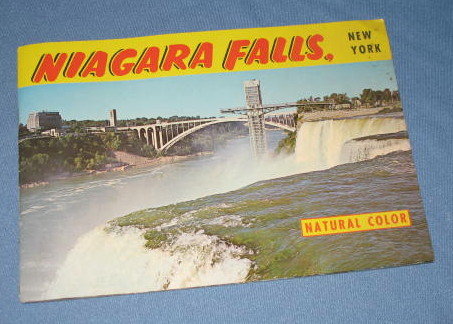 NIAGARA FALLS, NEW
YORK
NATURAL COLOR